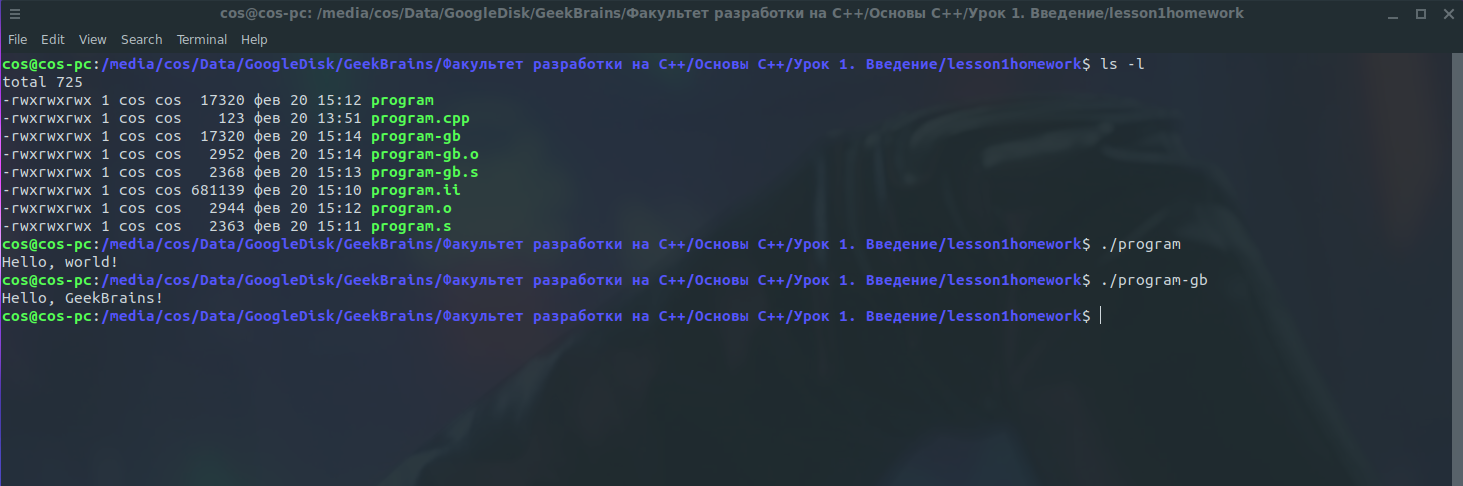 cos@cos-pc: /media/cos/Data/GoogleDisk/GeekBrains/Факультет разработки на C++/Основы C++/Урок 1. Введение/lesson1homework
File Edit View Search Terminal Help
cos@cos-pc:/media/cos/Data/GoogleDisk/GeekBrains/Факультет разработки на C++/Основы C++/Урок 1. Введение/lesson1homework$ ls -l
total 725
-rwxrwxrwx 1 cos cos  17320 фев 20 15:12 program
-rwxrwxrwx 1 cos cos    123 фев 20 13:51 program.cpp
-rwxrwxrwx 1 cos cos  17320 фев 20 15:14 program-gb
-rwxrwxrwx 1 cos cos   2952 фев 20 15:14 program-gb.o
-rwxrwxrwx 1 cos cos   2368 фев 20 15:13 program-gb.s
-rwxrwxrwx 1 cos cos 681139 фев 20 15:10 program.ii
-rwxrwxrwx 1 cos cos   2944 фев 20 15:12 program.o
-rwxrwxrwx 1 cos cos   2363 фев 20 15:11 program.s
cos@cos-pc:/media/cos/Data/GoogleDisk/GeekBrains/Факультет разработки на C++/Основы C++/Урок 1. Введение/lesson1homework$ ./program
Hello, world!
cos@cos-pc:/media/cos/Data/GoogleDisk/GeekBrains/Факультет разработки на C++/Основы C++/Урок 1. Введение/lesson1homework$ ./program-gb
Hello, GeekBrains!
cos@cos-pc:/media/cos/Data/GoogleDisk/GeekBrains/Факультет разработки на C++/Основы C++/Урок 1. Введение/lesson1homework$